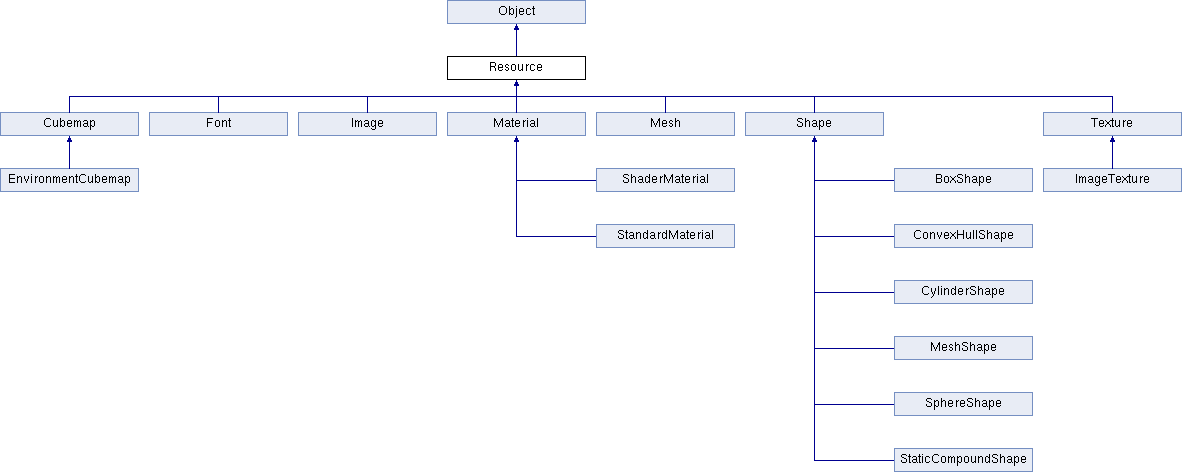 Object
Resource
Cubemap
Font
Image
Material
Mesh
Shape
Texture
EnvironmentCubemap
ShaderMaterial
BoxShape
ImageTexture
StandardMaterial
ConvexHullShape
CylinderShape
MeshShape
SphereShape
StaticCompoundShape